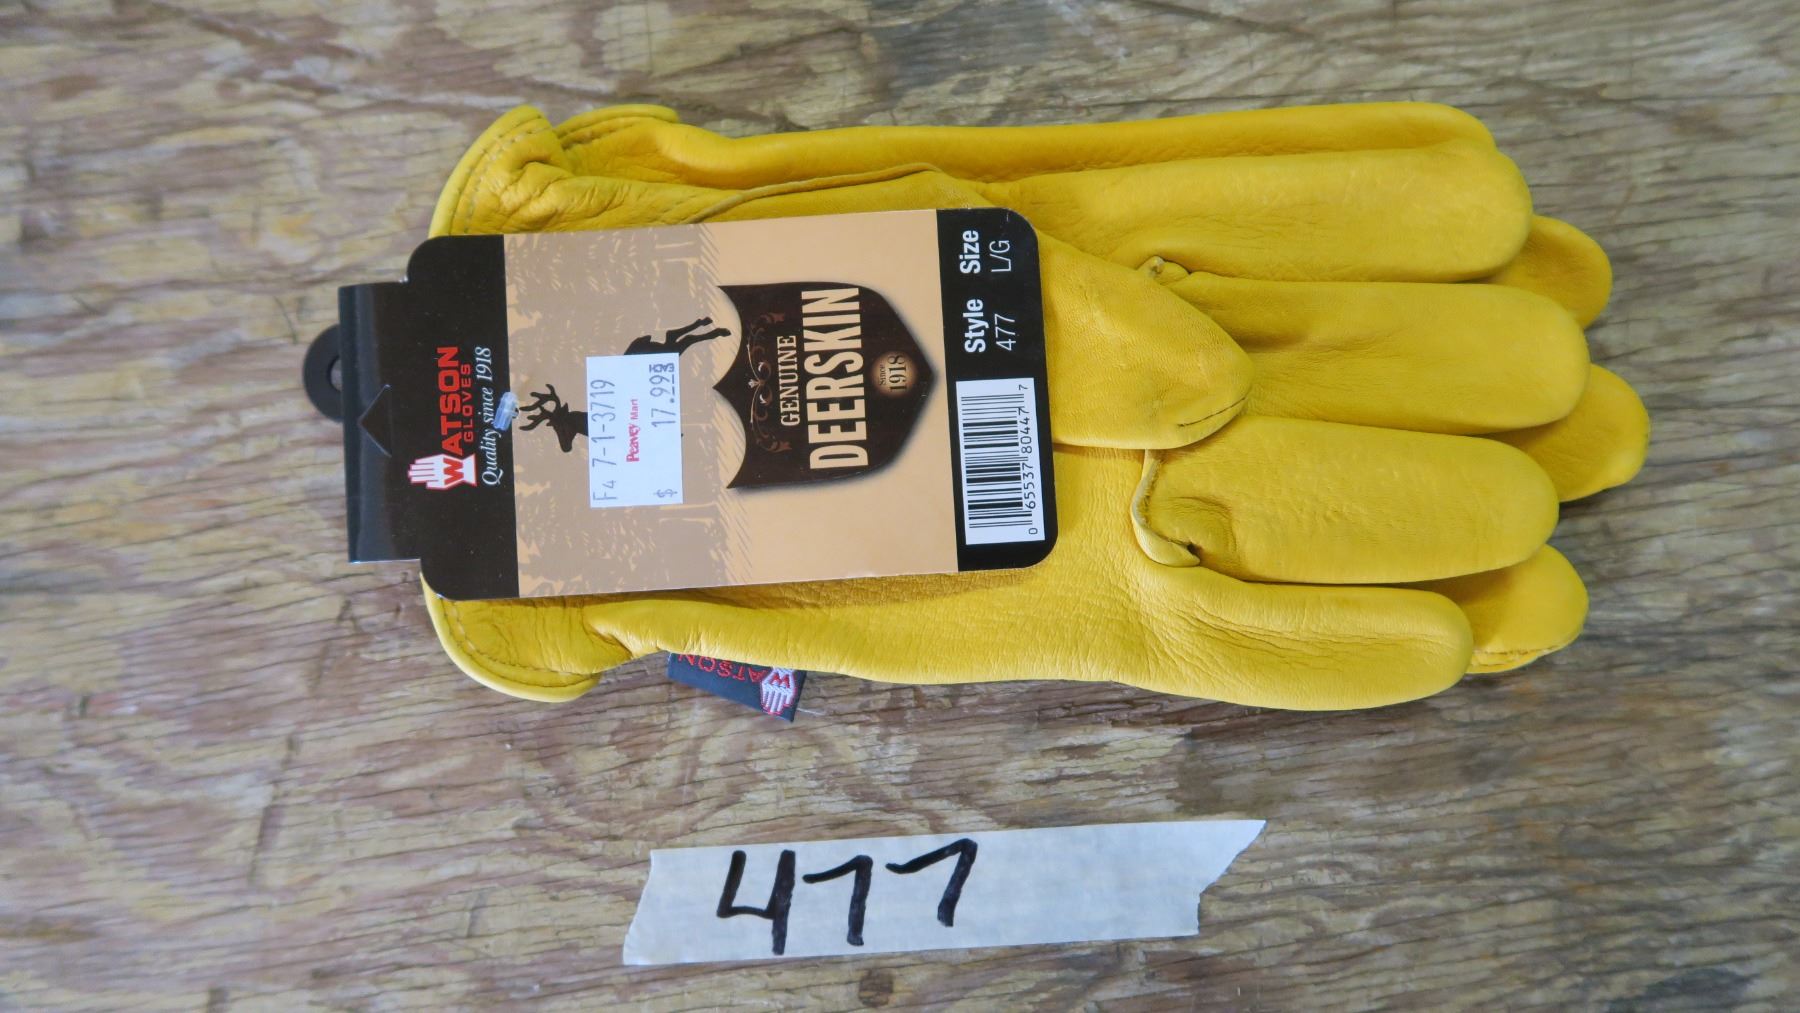 WATSON
GLOVES
Quality since 1918
F4 7-1-3719
Peavey Mart
$ 17.99
GENUINE
DEERSKIN
Since
1918
Style Size
477 L/G
0 65537 80447 7
WATSON
477